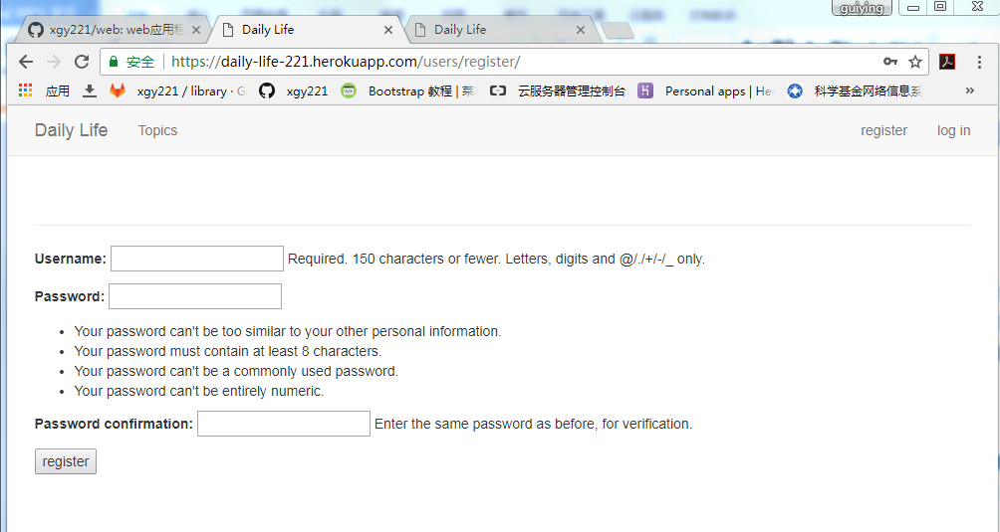 guiying
xgy221/web: web应用程
Daily Life
Daily Life
安全 https://daily-life-221.herokuapp.com/users/register/
应用 xgy221 / library · G xgy221 Bootstrap 教程 | 菜 云服务器管理控制台 Personal apps | He 科学基金网络信息系 »
Daily Life Topics register log in
Username: Required. 150 characters or fewer. Letters, digits and @/./+/-/_ only.
Password:
• Your password can't be too similar to your other personal information.
• Your password must contain at least 8 characters.
• Your password can't be a commonly used password.
• Your password can't be entirely numeric.
Password confirmation: Enter the same password as before, for verification.
register